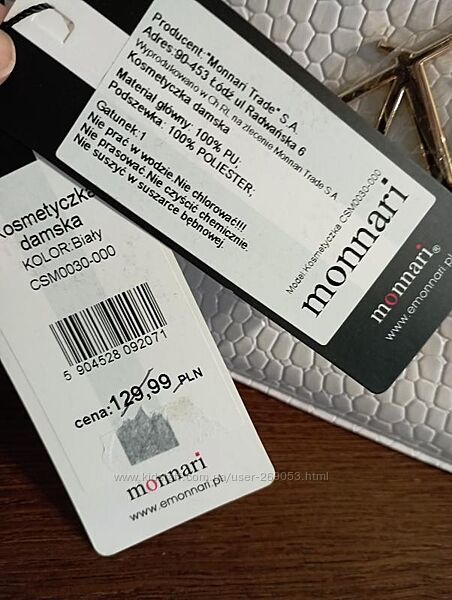 Producent:"Monnari Trade" S.A.
Adres:90-453 Łódź ul Radwańska 6
Wyprodukowano w Ch.RL na zlecenie Monnari Trade S.A
Kosmetyczka damska
Materiał główny: 100% PU;
Podszewka: 100% POLIESTER;
Gatunek:1
Nie prać w wodzie.Nie chlorować!!!
Nie prasować.Nie czyścić chemicznie.
Nie suszyć w suszarce bębnowej.
Model:Kosmetyczka CSM0030-000
monnari
monnari®
www.emonnari.pl
Kosmetyczka
damska
KOLOR:Biały
CSM0030-000
5 904528 092071
cena:129,99 PLN
monnari
www.emonnari.pl